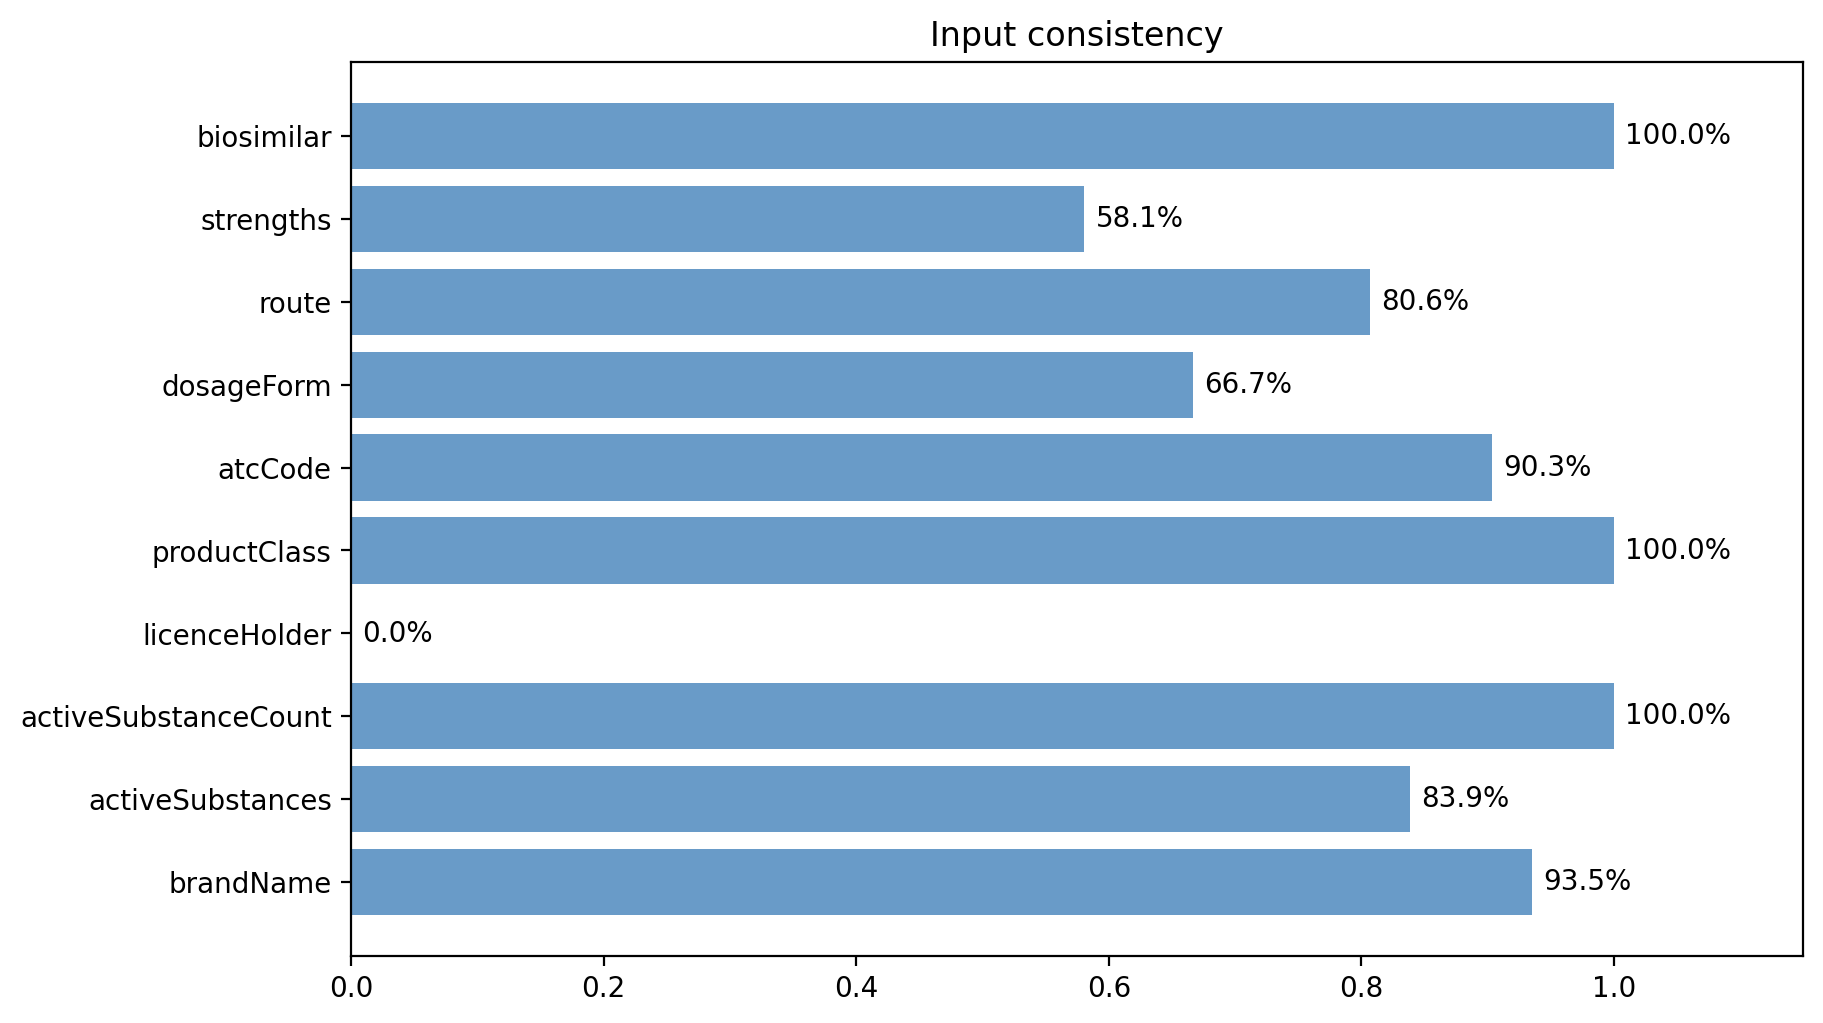 Input consistency
biosimilar 100.0%
strengths 58.1%
route 80.6%
dosageForm 66.7%
atcCode 90.3%
productClass 100.0%
licenceHolder 0.0%
activeSubstanceCount 100.0%
activeSubstances 83.9%
brandName 93.5%
0.0 0.2 0.4 0.6 0.8 1.0